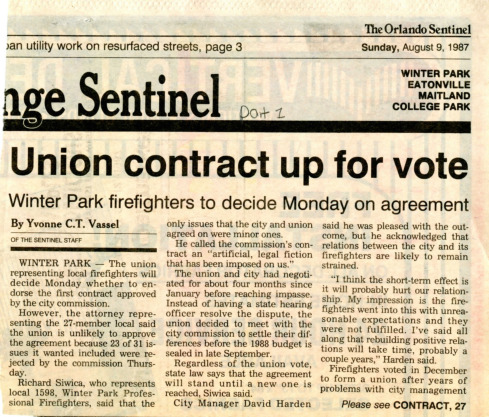 The Orlando Sentinel
an utility work on resurfaced streets, page 3
Sunday, August 9, 1987
WINTER PARK
EATONVILLE
MAITLAND
COLLEGE PARK
nge Sentinel
Union contract up for vote
Winter Park firefighters to decide Monday on agreement
By Yvonne C.T. Vassel
OF THE SENTINEL STAFF
WINTER PARK — The union
representing local firefighters will
decide Monday whether to en-
dorse the first contract approved
by the city commission.
However, the attorney repre-
senting the 27-member local said
the union is unlikely to approve
the agreement because 23 of 31 is-
sues it wanted included were re-
jected by the commission Thurs-
day.
Richard Siwica, who represents
local 1598, Winter Park Profes-
sional Firefighters, said that the
only issues that the city and union
agreed on were minor ones.
He called the commission's con-
tract an "artificial, legal fiction
that has been imposed on us."
The union and city had negoti-
ated for about four months since
January before reaching impasse.
Instead of having a state hearing
officer resolve the dispute, the
union decided to meet with the
city commission to settle their dif-
ferences before the 1988 budget is
sealed in late September.
Regardless of the union vote,
state law says that the agreement
will stand until a new one is
reached, Siwica said.
City Manager David Harden
said he was pleased with the out-
come, but he acknowledged that
relations between the city and its
firefighters are likely to remain
strained.
"I think the short-term effect is
it will probably hurt our relation-
ship. My impression is the fire-
fighters went into this with unrea-
sonable expectations and they
were not fulfilled. I've said all
along that rebuilding positive rela-
tions will take time, probably a
couple years," Harden said.
Firefighters voted in December
to form a union after years of
problems with city management
Please see CONTRACT, 27